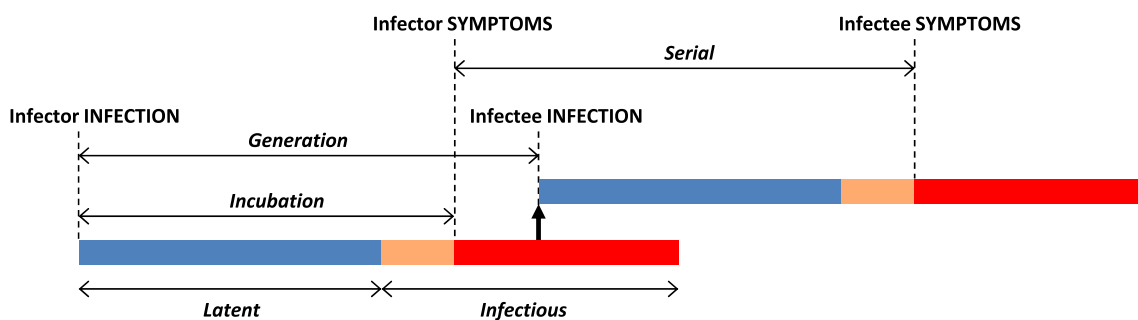 Infector SYMPTOMS
Infectee SYMPTOMS
Serial
Infector INFECTION
Infectee INFECTION
Generation
Incubation
Latent
Infectious